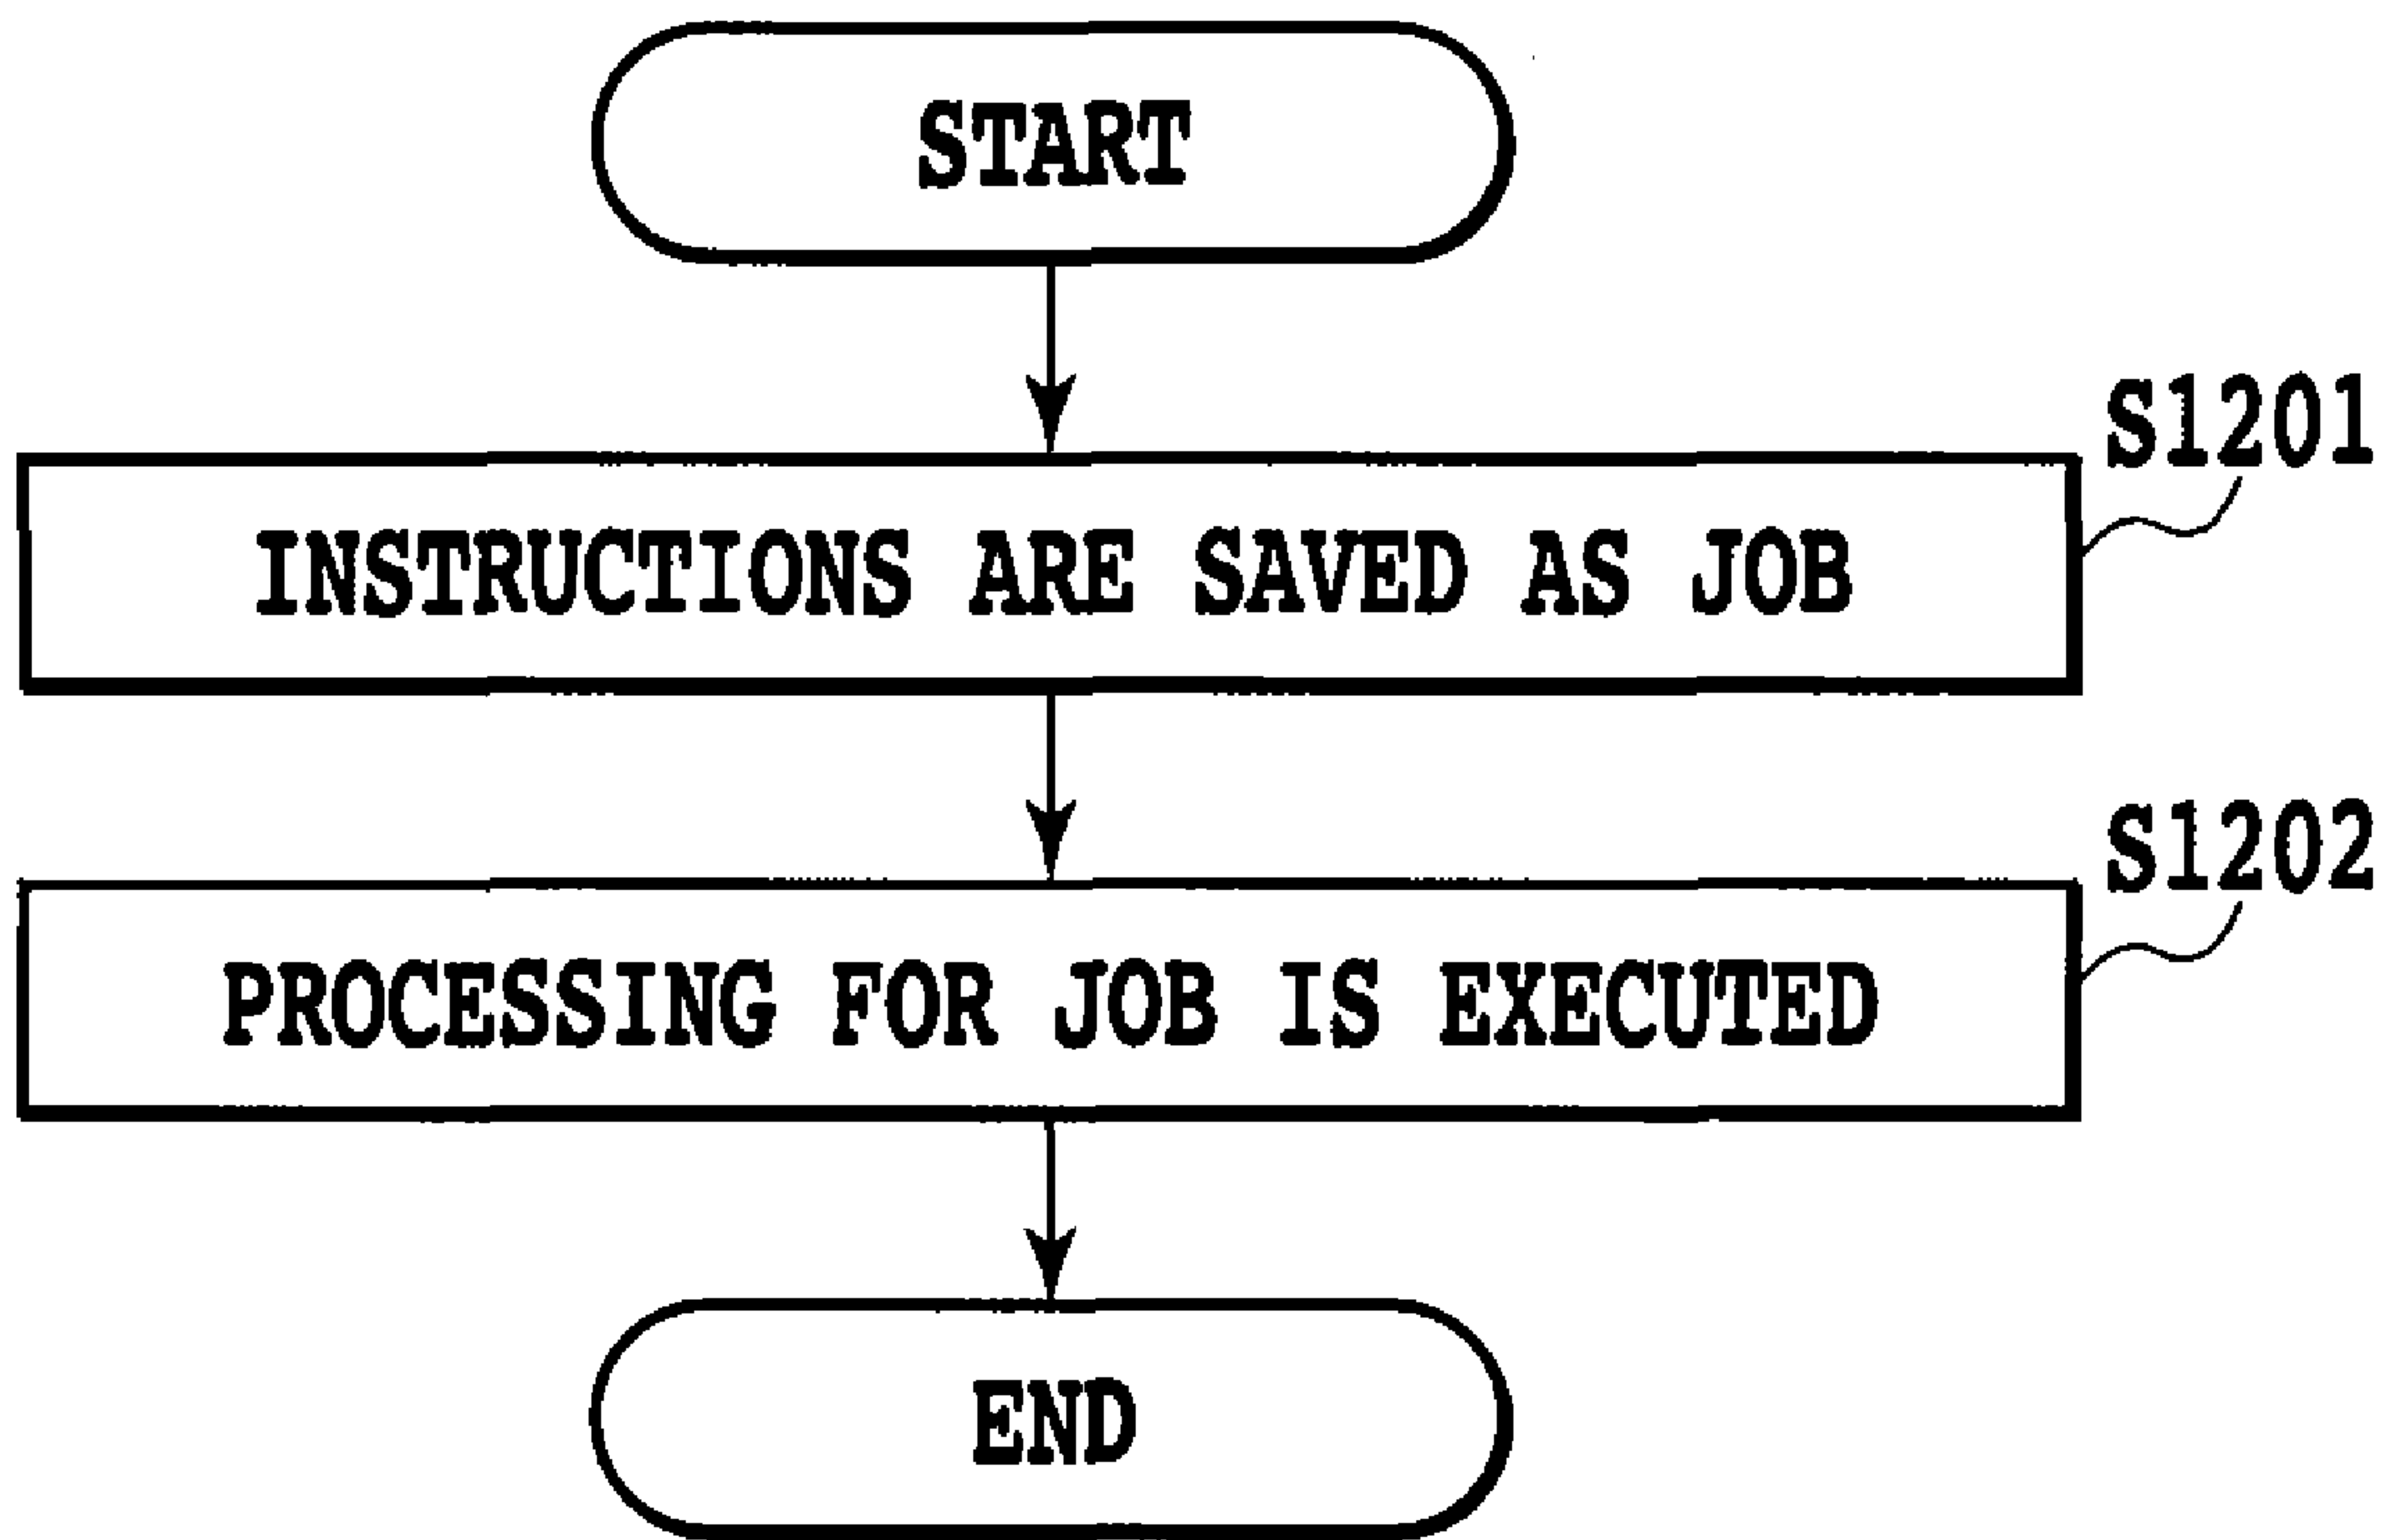 START
S1201
INSTRUCTIONS ARE SAVED AS JOB
S1202
PROCESSING FOR JOB IS EXECUTED
END